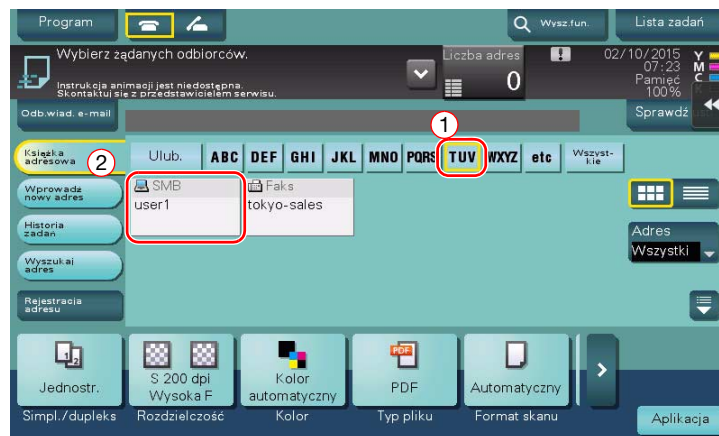 Program
Wysz.fun.
Lista zadań
Wybierz żądanych odbiorców.
Instrukcja animacji jest niedostępna.
Skontaktuj się z przedstawicielem serwisu.
Liczba adres
0
02/10/2015
07:23
Pamięć
100%
Y
M
Odb.wiad. e-mail
Sprawdź
1
Książka
adresowa
2
Ulub.
ABC
DEF
GHI
JKL
MNO
PQRS
TUV
WXYZ
etc
Wszyst-
kie
Wprowadź
nowy adres
Historia
zadań
Wyszukaj
adres
Rejestracja
adresu
SMB
user1
Faks
tokyo-sales
Adres
Wszystki
Jednostr.
S 200 dpi
Wysoka F
Kolor
automatyczny
PDF
PDF
Automatyczny
Simpl./dupleks
Rozdzielczość
Kolor
Typ pliku
Format skanu
Aplikacja